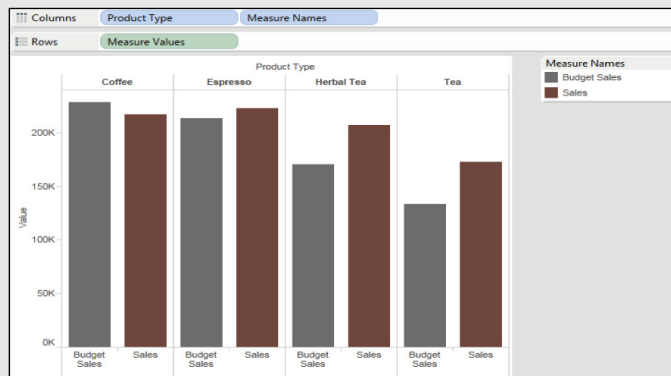 Columns Product Type Measure Names
Rows Measure Values
Product Type
Coffee Espresso Herbal Tea Tea
Measure Names
Budget Sales
Sales
200K
150K
100K
50K
0K
Value
Budget Sales Budget Sales Budget Sales Budget Sales
Sales Sales Sales Sales